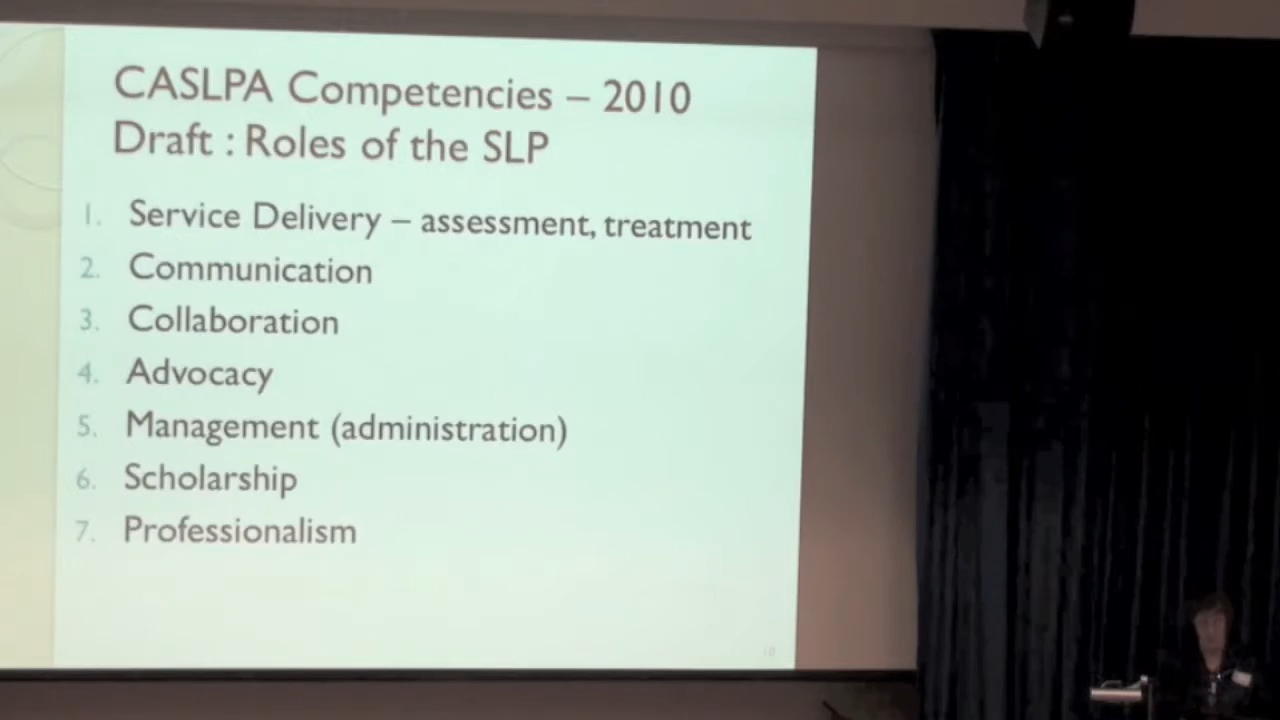 CASLPA Competencies – 2010
Draft : Roles of the SLP
1. Service Delivery – assessment, treatment
2. Communication
3. Collaboration
4. Advocacy
5. Management (administration)
6. Scholarship
7. Professionalism
10